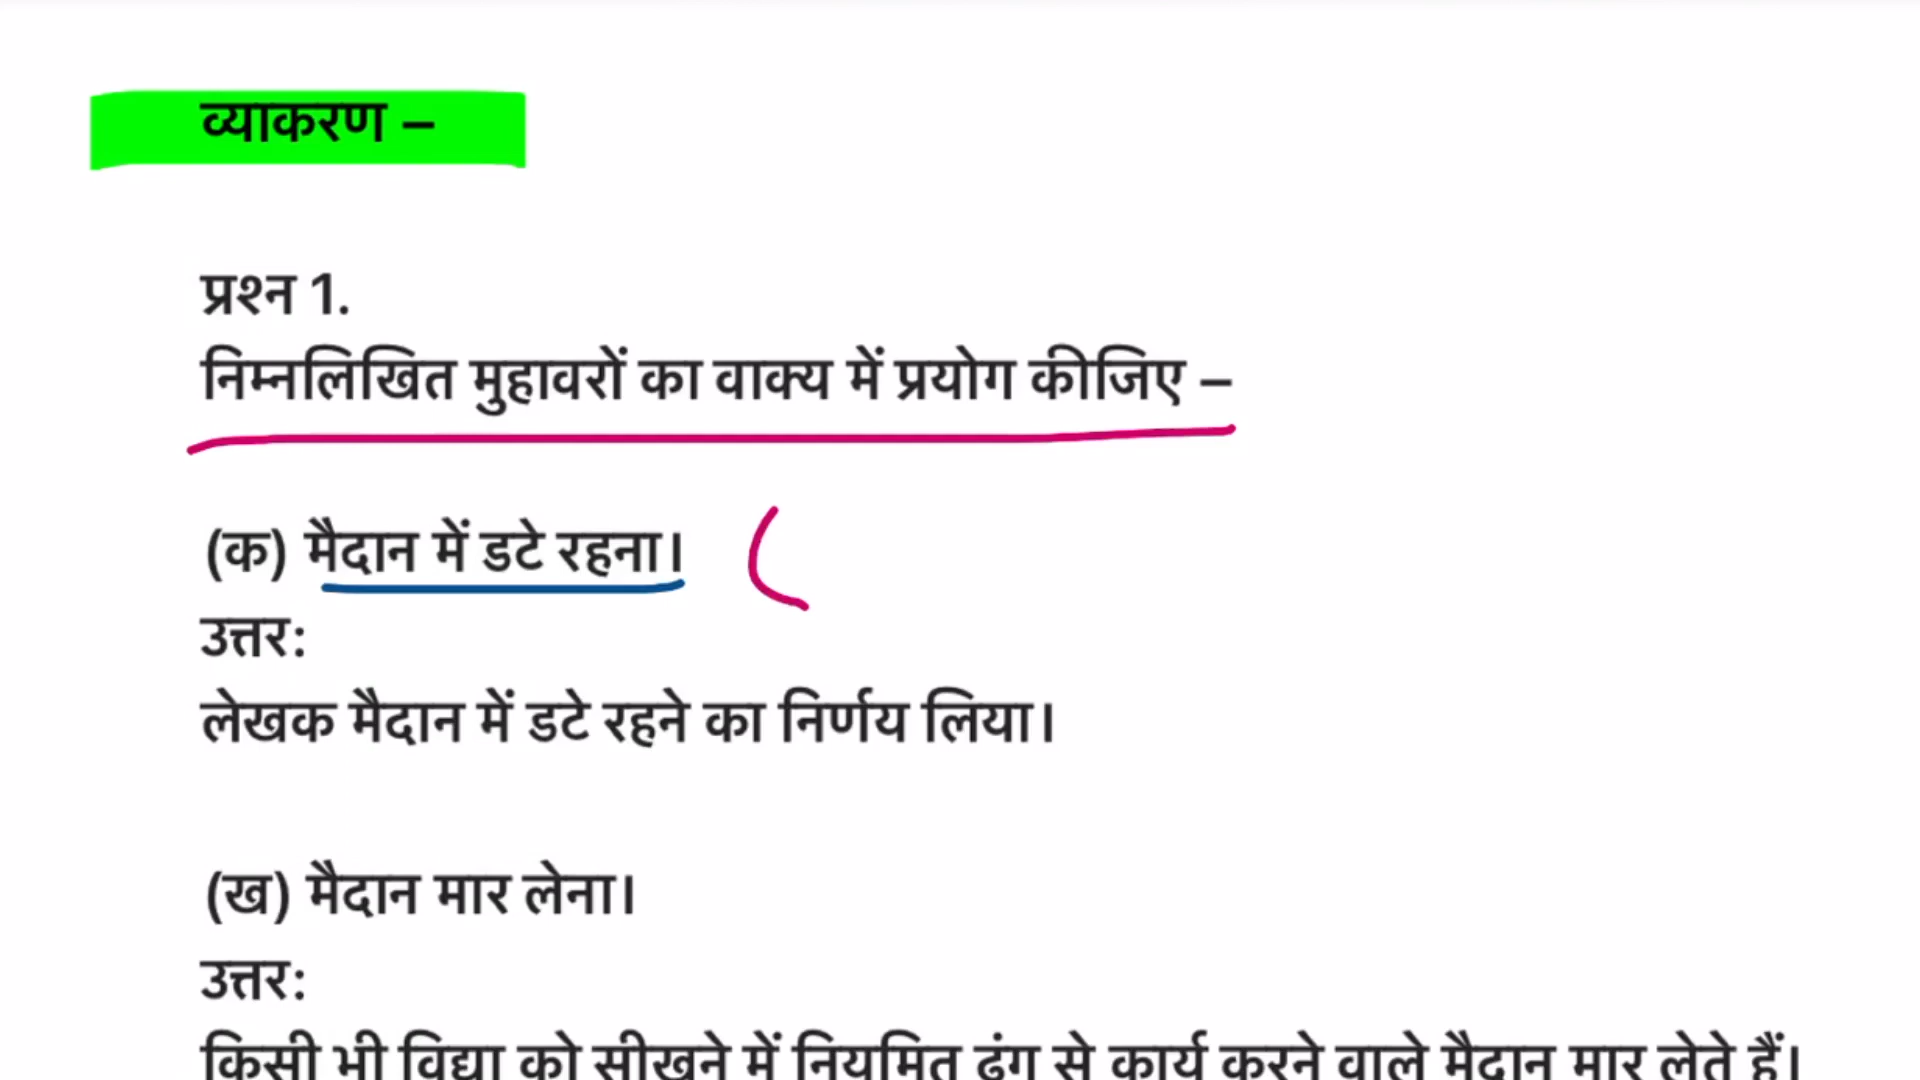 व्याकरण –
प्रश्न 1.
निम्नलिखित मुहावरों का वाक्य में प्रयोग कीजिए –
(क) मैदान में डटे रहना।
उत्तर:
लेखक मैदान में डटे रहने का निर्णय लिया।
(ख) मैदान मार लेना।
उत्तर:
किसी भी विद्या को सीखने में नियमित ढंग से कार्य करने वाले मैदान मार लेते हैं।